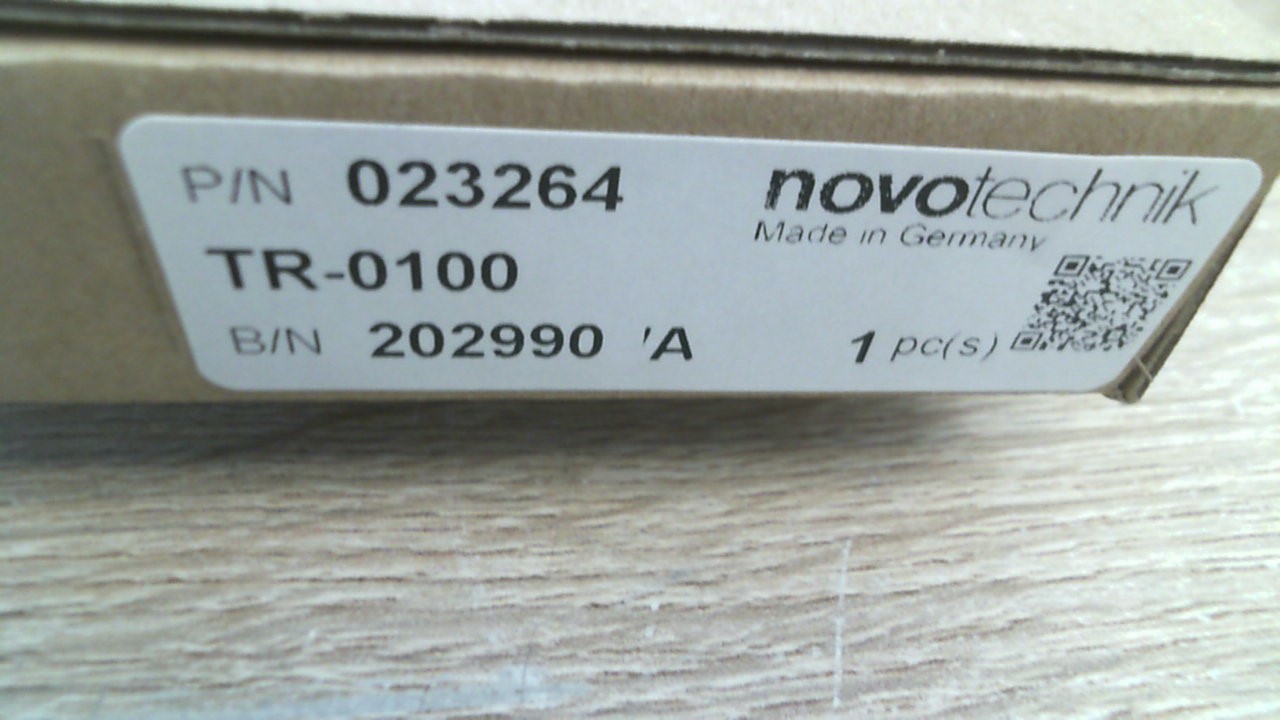 P/N 023264
novotechnik
Made in Germany
TR-0100
B/N 202990 /A
1 pc(s)